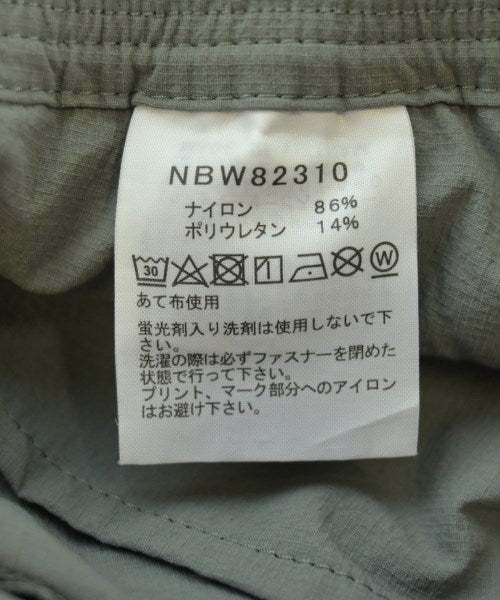 NBW82310
ナイロン 86%
ポリウレタン 14%
30 W
あて布使用
蛍光剤入り洗剤は使用しないで下
さい。
洗濯の際は必ずファスナーを閉めた
状態で行って下さい。
プリント、マーク部分へのアイロン
はお避け下さい。